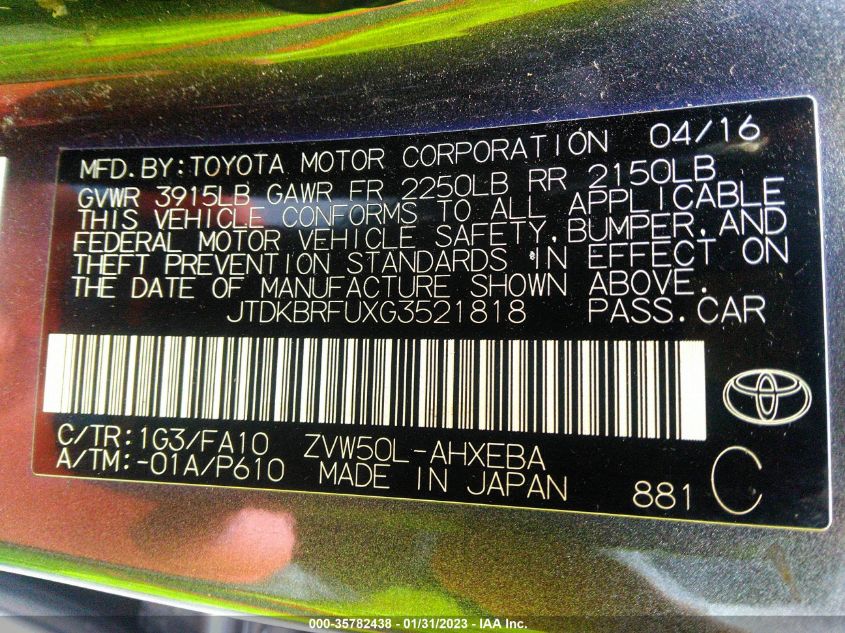 MFD.BY:TOYOTA MOTOR CORPORATION 04/16
GVWR 3915LB GAWR FR 2250LB RR 2150LB
THIS VEHICLE CONFORMS TO ALL APPLICABLE
FEDERAL MOTOR VEHICLE SAFETY,BUMPER,AND
THEFT PREVENTION STANDARDS IN EFFECT ON
THE DATE OF MANUFACTURE SHOWN ABOVE.
JTDKBRFUXG3521818 PASS.CAR
C/TR:1G3/FA10 ZVW50L-AHXEBA
A/TM:-01A/P610 MADE IN JAPAN 881 C
000-35782438 - 01/31/2023 - IAA Inc.